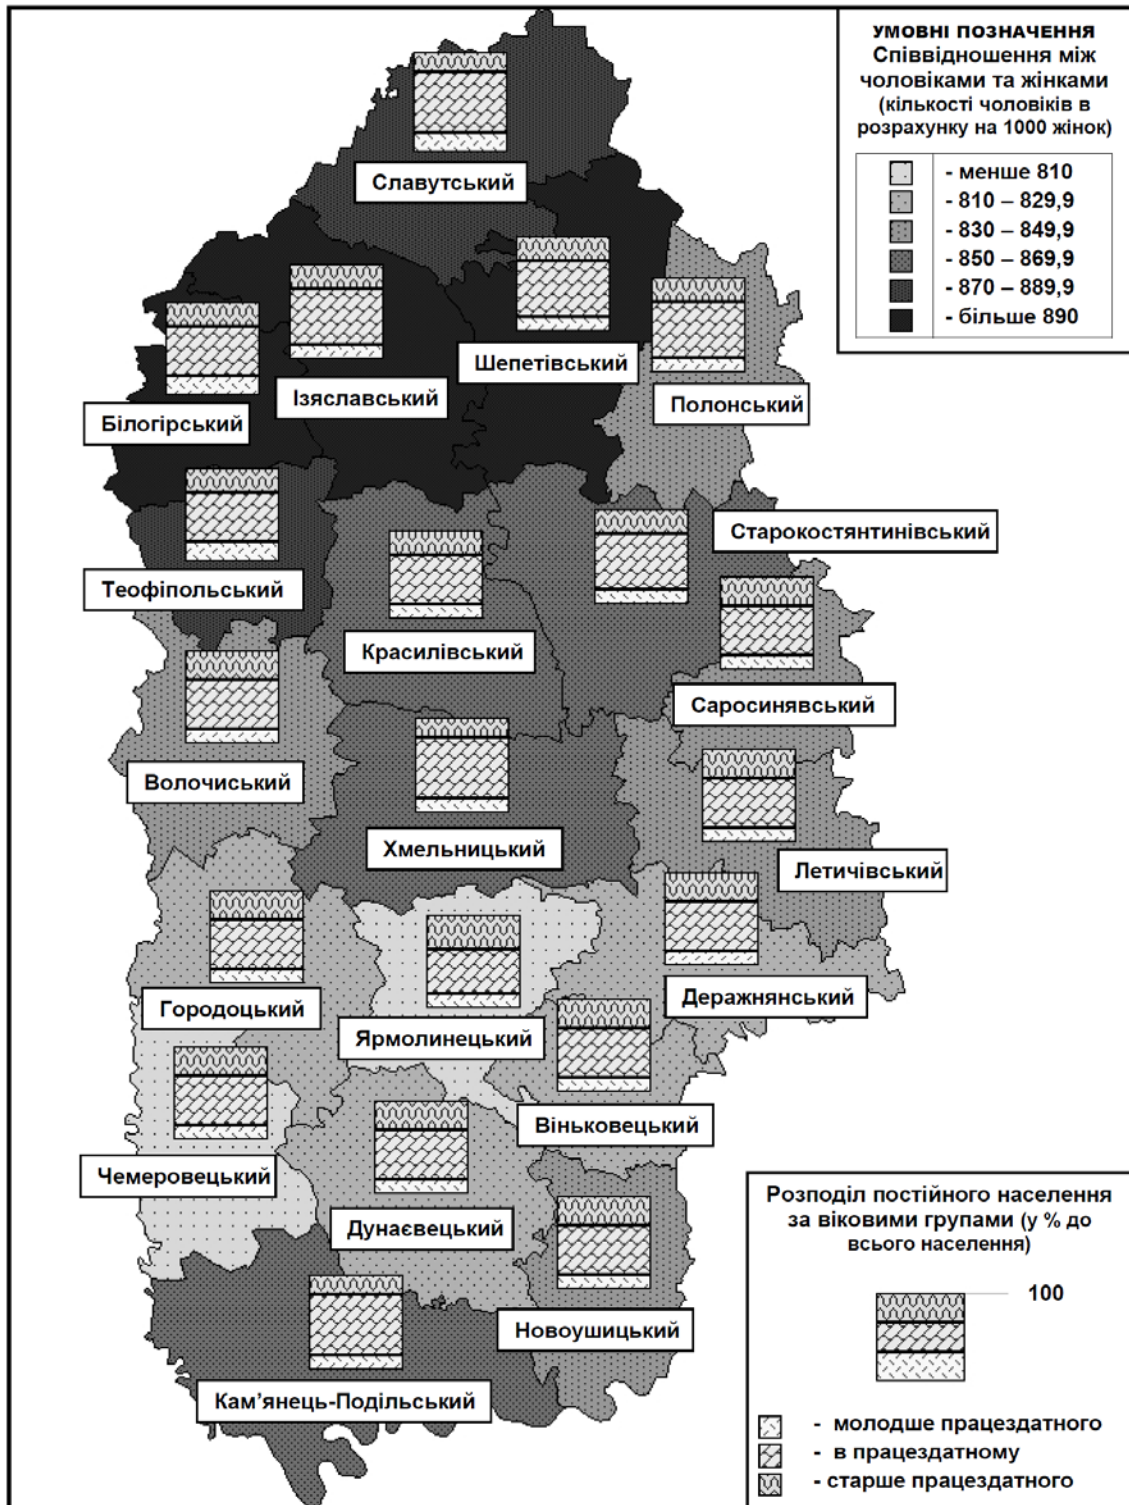 УМОВНІ ПОЗНАЧЕННЯ
Співвідношення між
чоловіками та жінками
(кількості чоловіків в
розрахунку на 1000 жінок)
- менше 810
- 810 – 829,9
- 830 – 849,9
- 850 – 869,9
- 870 – 889,9
- більше 890
Славутський
Шепетівський
Ізяславський
Полонський
Білогірський
Старокостянтинівський
Теофіпольський
Красилівський
Саросинявський
Волочиський
Хмельницький
Летичівський
Деражнянський
Городоцький
Ярмолинецький
Віньковецький
Чемеровецький
Дунаєвецький
Новоушицький
Кам’янець-Подільський
Розподіл постійного населення
за віковими групами (у % до
всього населення)
100
- молодше працездатного
- в працездатному
- старше працездатного